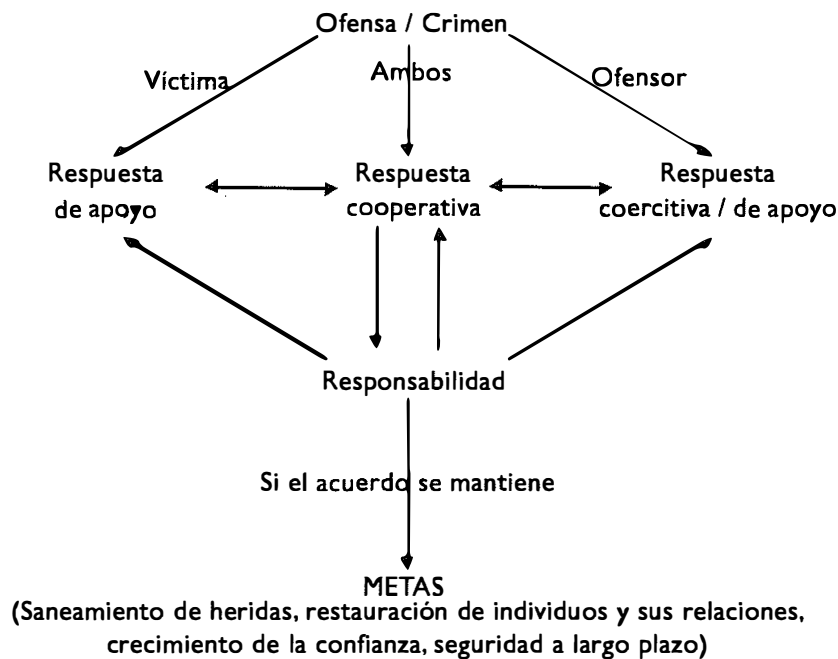 Ofensa / Crimen
Víctima
Ambos
Ofensor
Respuesta
de apoyo
Respuesta
cooperativa
Respuesta
coercitiva / de apoyo
Responsabilidad
Si el acuerdo se mantiene
METAS
(Saneamiento de heridas, restauración de individuos y sus relaciones,
crecimiento de la confianza, seguridad a largo plazo)